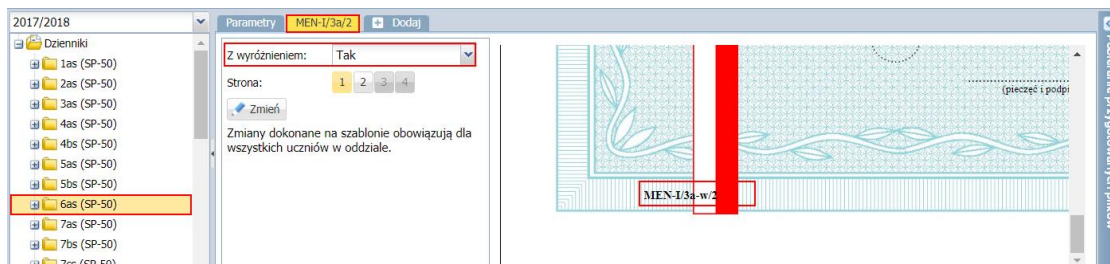 2017/2018
Dzienniki
1as (SP-50)
2as (SP-50)
3as (SP-50)
4as (SP-50)
4bs (SP-50)
5as (SP-50)
5bs (SP-50)
6as (SP-50)
7as (SP-50)
7bs (SP-50)
7cs (SP-50)
Parametry MEN-I/3a/2 Dodaj
Z wyróżnieniem: Tak
Strona: 1 2 3 4
Zmień
Zmiany dokonane na szablonie obowiązują dla
wszystkich uczniów w oddziale.
(pieczęć i podpi
MEN-I/3a-w/2